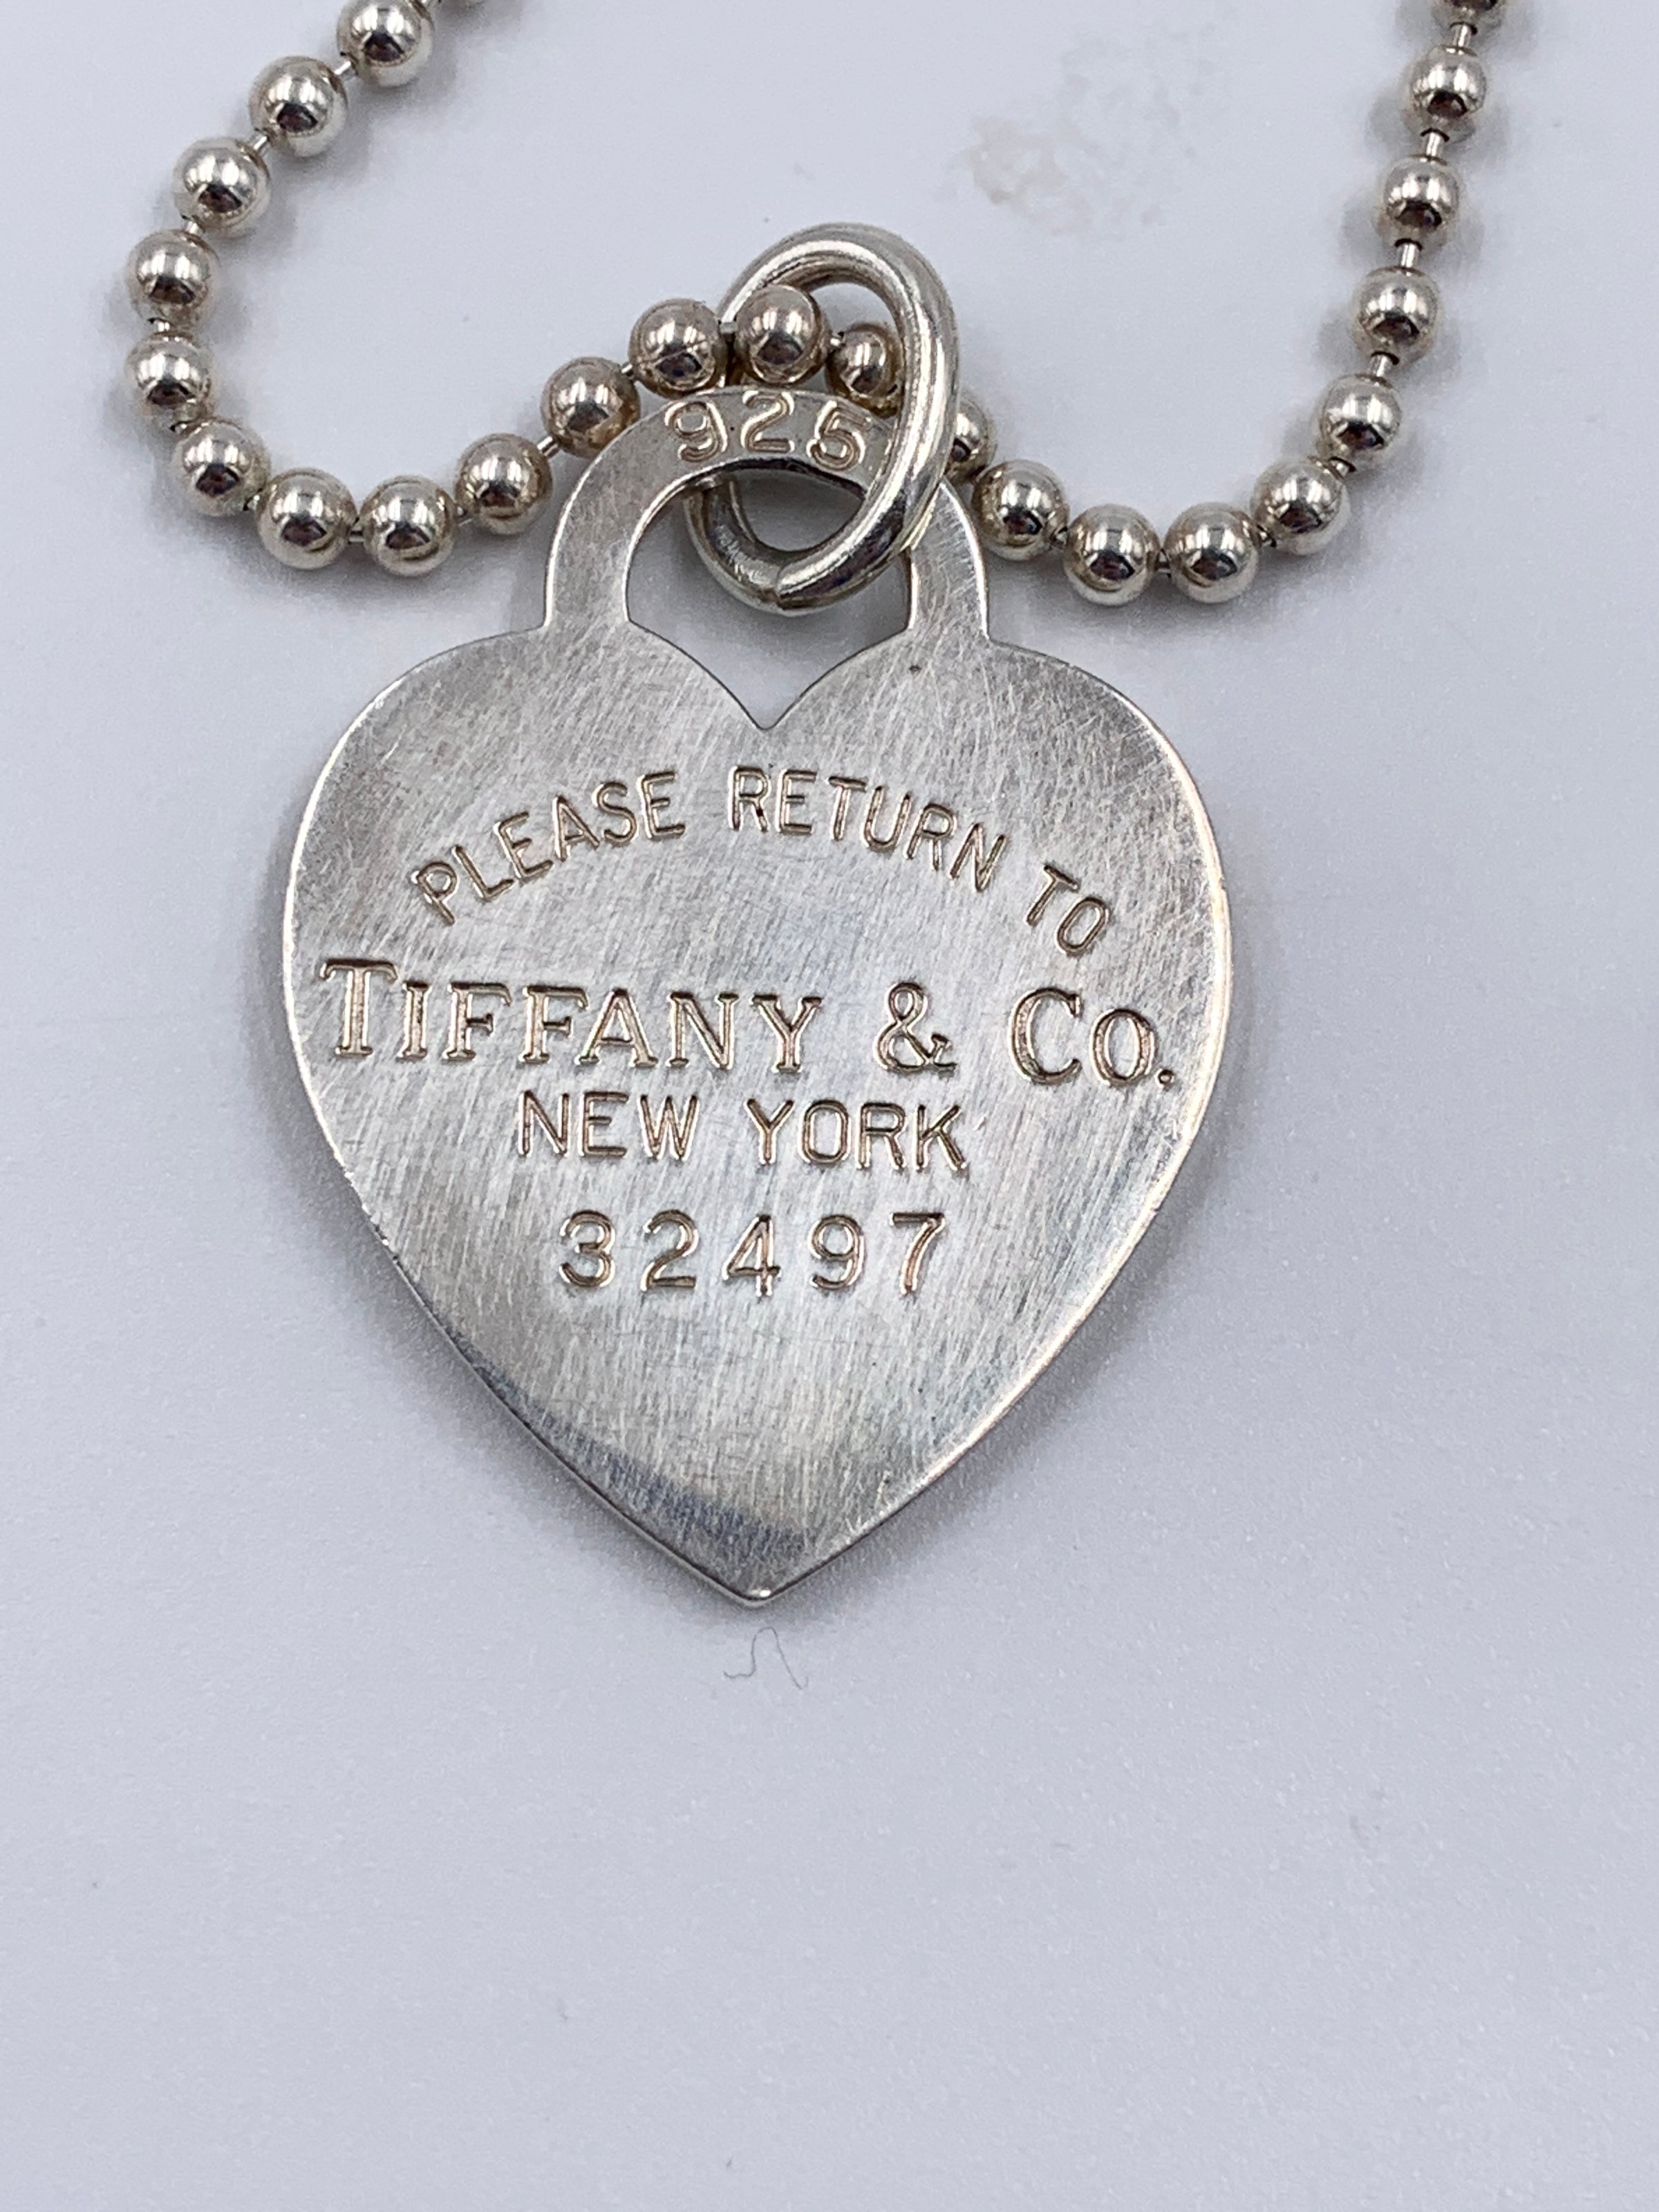 925
PLEASE RETURN TO
TIFFANY & CO.
NEW YORK
32497